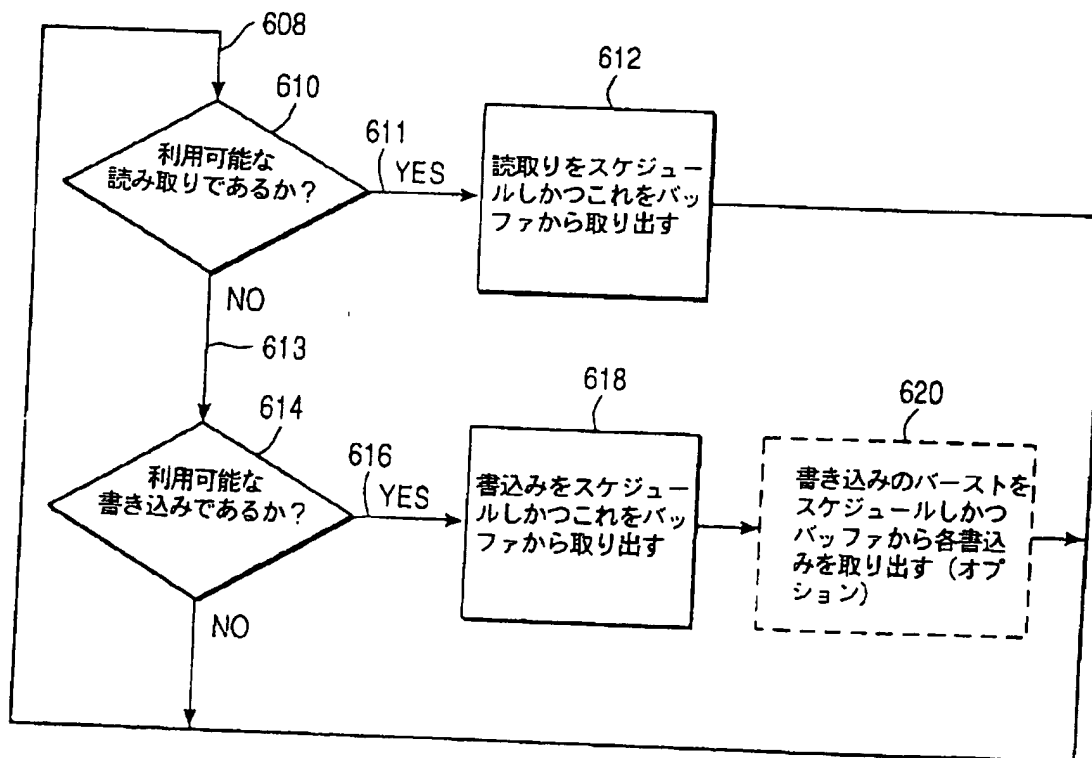 608
610
利用可能な
読み取りであるか？
611
YES
612
読取りをスケジュー
ルしかつこれをバッ
ファから取り出す
NO
613
614
利用可能な
書き込みであるか？
616
YES
618
書込みをスケジュー
ルしかつこれをバッ
ファから取り出す
620
書き込みのバーストを
スケジュールしかつ
バッファから各書込
みを取り出す（オプ
ション）
NO